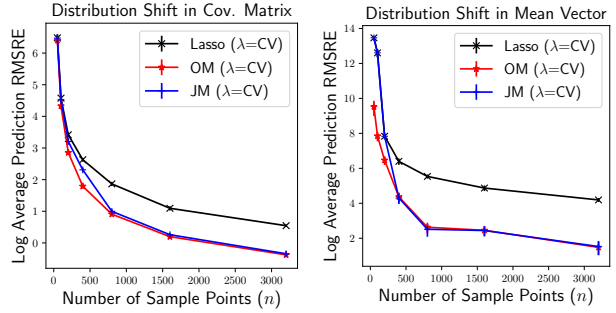 Distribution Shift in Cov. Matrix
Log Average Prediction RMSRE
6
5
4
3
2
1
0
Lasso (λ=CV)
OM (λ=CV)
JM (λ=CV)
0 500 1000 1500 2000 2500 3000
Number of Sample Points (n)
Distribution Shift in Mean Vector
Log Average Prediction RMSRE
14
12
10
8
6
4
2
Lasso (λ=CV)
OM (λ=CV)
JM (λ=CV)
0 500 1000 1500 2000 2500 3000
Number of Sample Points (n)